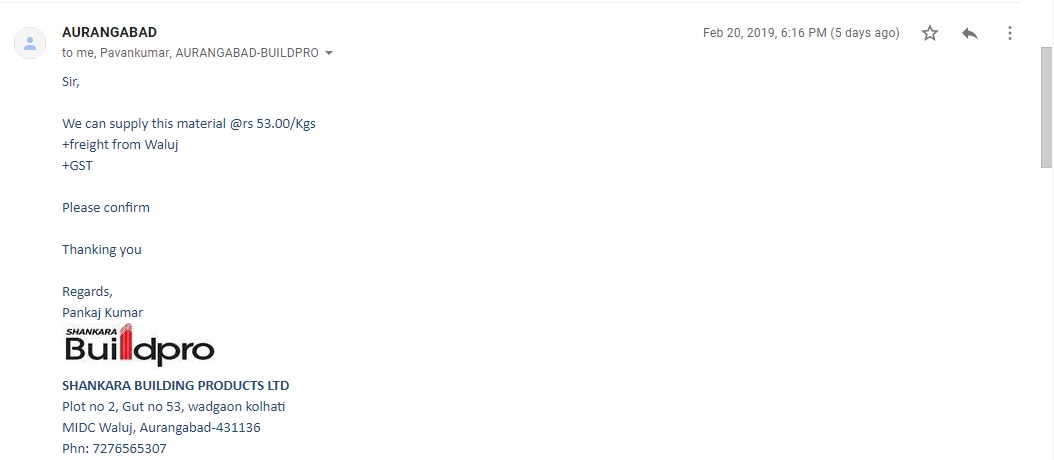 AURANGABAD
Feb 20, 2019, 6:16 PM (5 days ago)
to me, Pavankumar, AURANGABAD-BUILDPRO
Sir,
We can supply this material @rs 53.00/Kgs
+freight from Waluj
+GST
Please confirm
Thanking you
Regards,
Pankaj Kumar
SHANKARA
Buildpro
SHANKARA BUILDING PRODUCTS LTD
Plot no 2, Gut no 53, wadgaon kolhati
MIDC Waluj, Aurangabad-431136
Phn: 7276565307